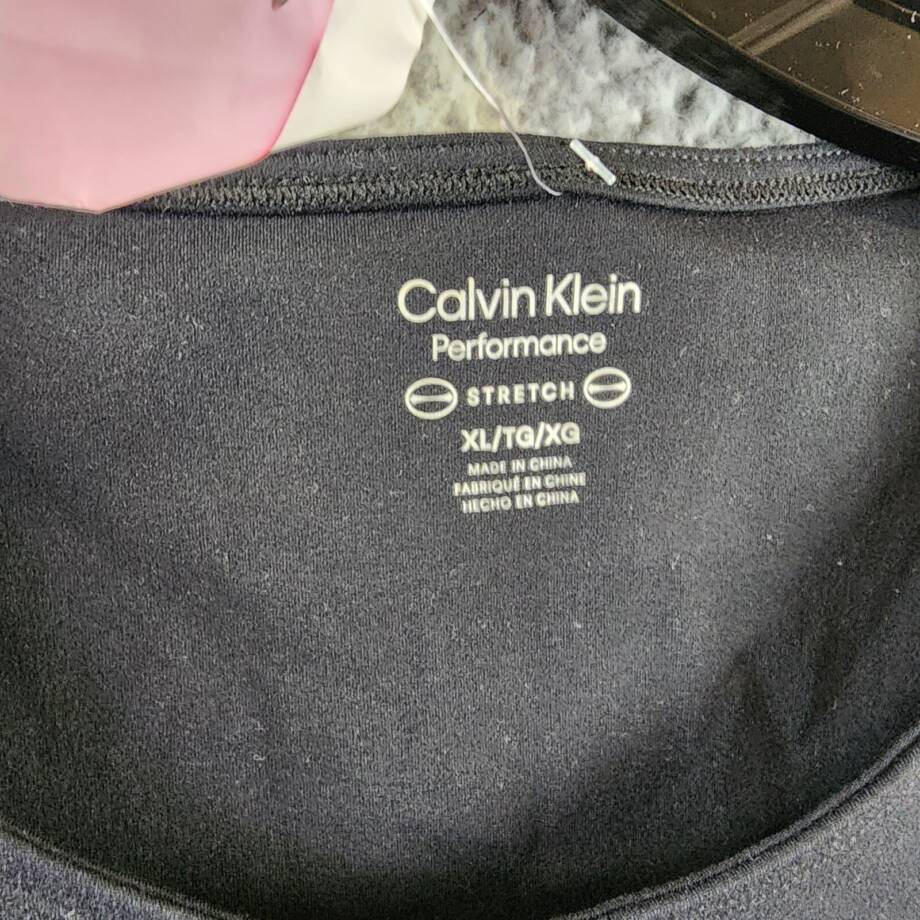 Calvin Klein
Performance
STRETCH
XL/TG/XG
MADE IN CHINA
FABRIQUÉ EN CHINE
HECHO EN CHINA